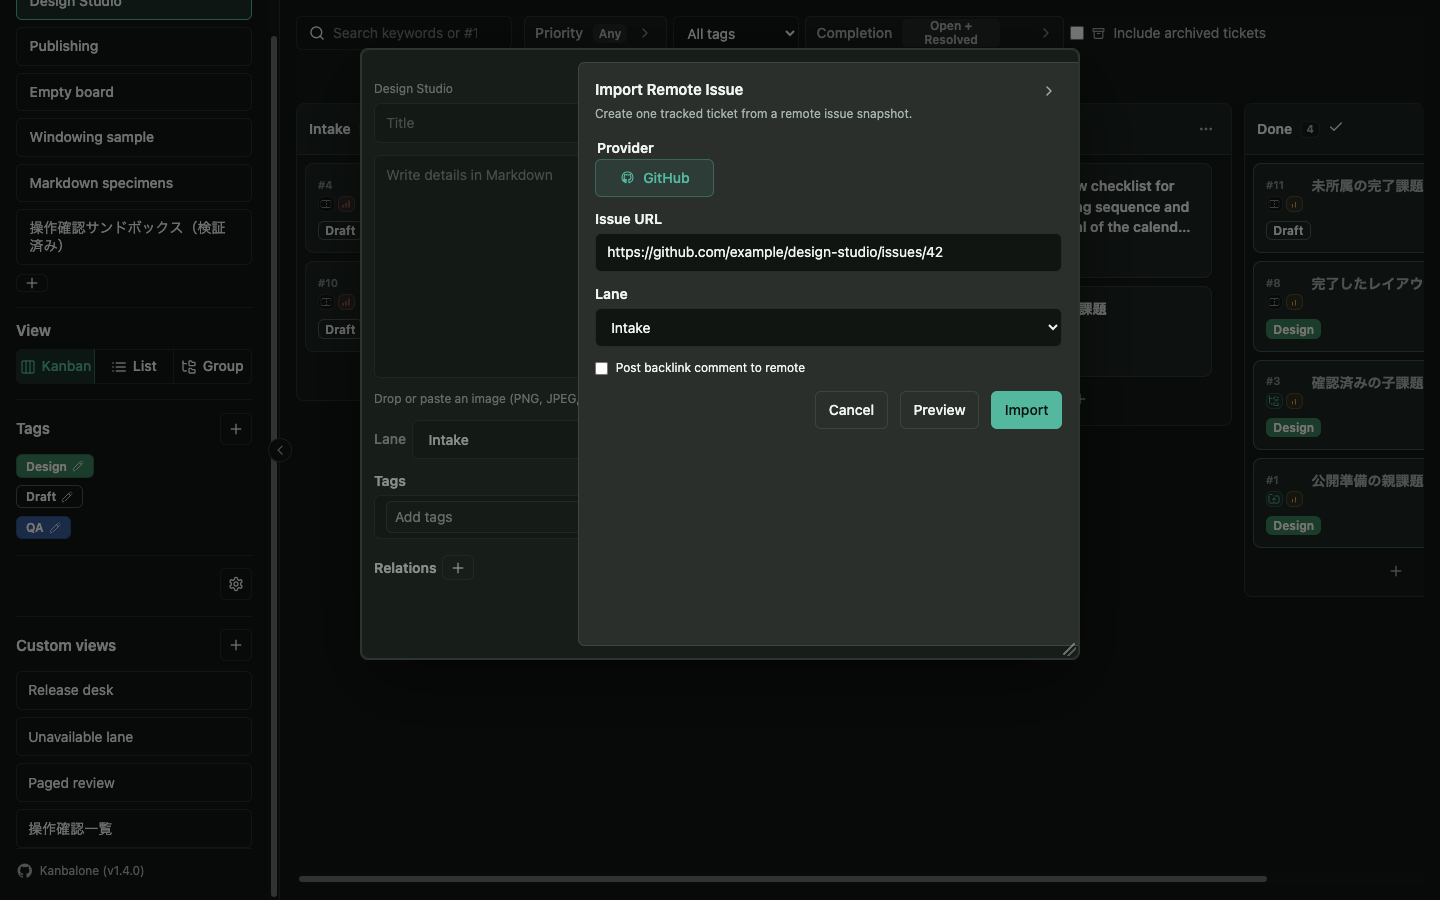 Design Studio
Publishing
Empty board
Windowing sample
Markdown specimens
操作確認サンドボックス（検証
済み）
View
Kanban
List
Group
Tags
Design
Draft
QA
Custom views
Release desk
Unavailable lane
Paged review
操作確認一覧
Kanbalone (v1.4.0)
Search keywords or #1
Priority
Any
All tags
Completion
Open +
Resolved
Include archived tickets
Intake
#4
Draft
#10
Draft
Design Studio
Title
Write details in Markdown
Drop or paste an image (PNG, JPEG,
Lane
Intake
Tags
Add tags
Relations
Import Remote Issue
Create one tracked ticket from a remote issue snapshot.
Provider
GitHub
Issue URL
https://github.com/example/design-studio/issues/42
Lane
Intake
Post backlink comment to remote
Cancel
Preview
Import
w checklist for
ng sequence and
al of the calend...
課題
Done
4
#11
未所属の完了課題
Draft
#8
完了したレイアウ
Design
#3
確認済みの子課題
Design
#1
公開準備の親課題
Design